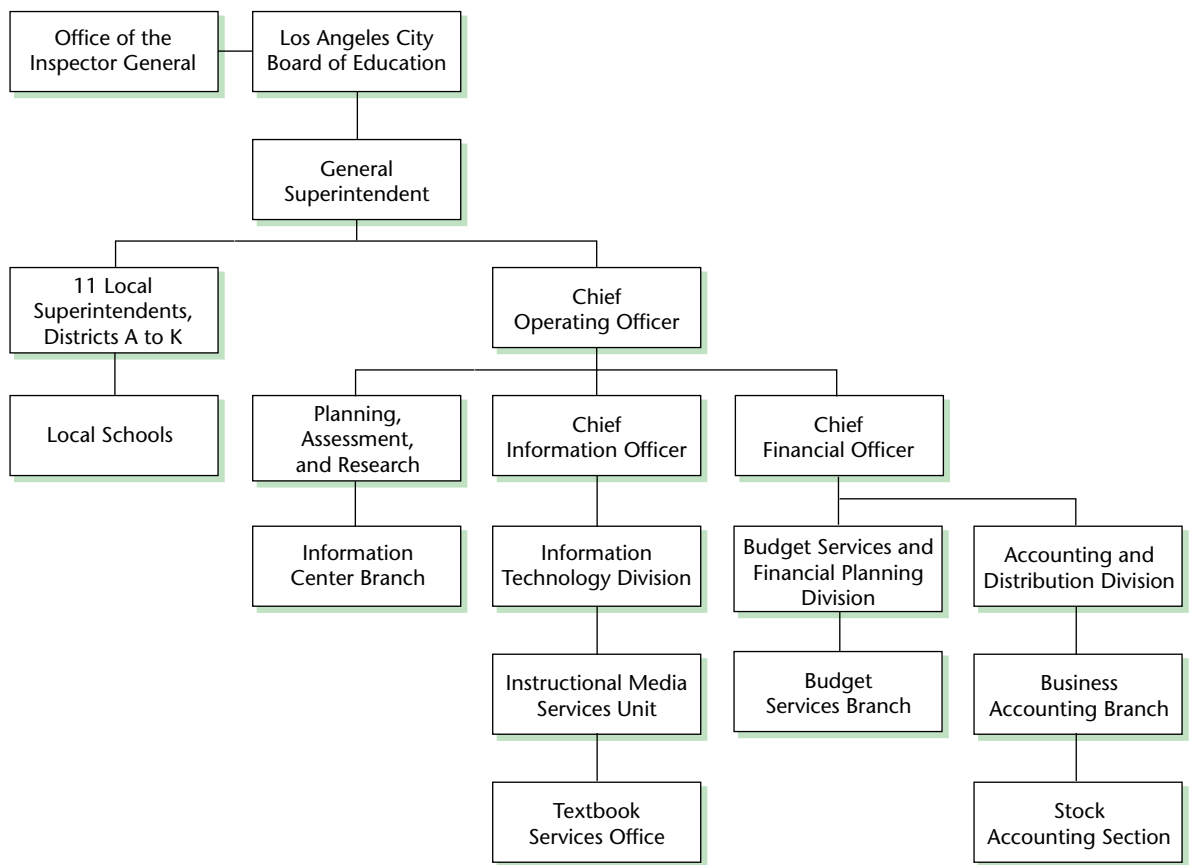 Office of the
Inspector General
Los Angeles City
Board of Education
General
Superintendent
11 Local
Superintendents,
Districts A to K
Chief
Operating Officer
Local Schools
Planning,
Assessment,
and Research
Chief
Information Officer
Chief
Financial Officer
Information
Center Branch
Information
Technology Division
Budget Services and
Financial Planning
Division
Accounting and
Distribution Division
Instructional Media
Services Unit
Budget
Services Branch
Business
Accounting Branch
Textbook
Services Office
Stock
Accounting Section